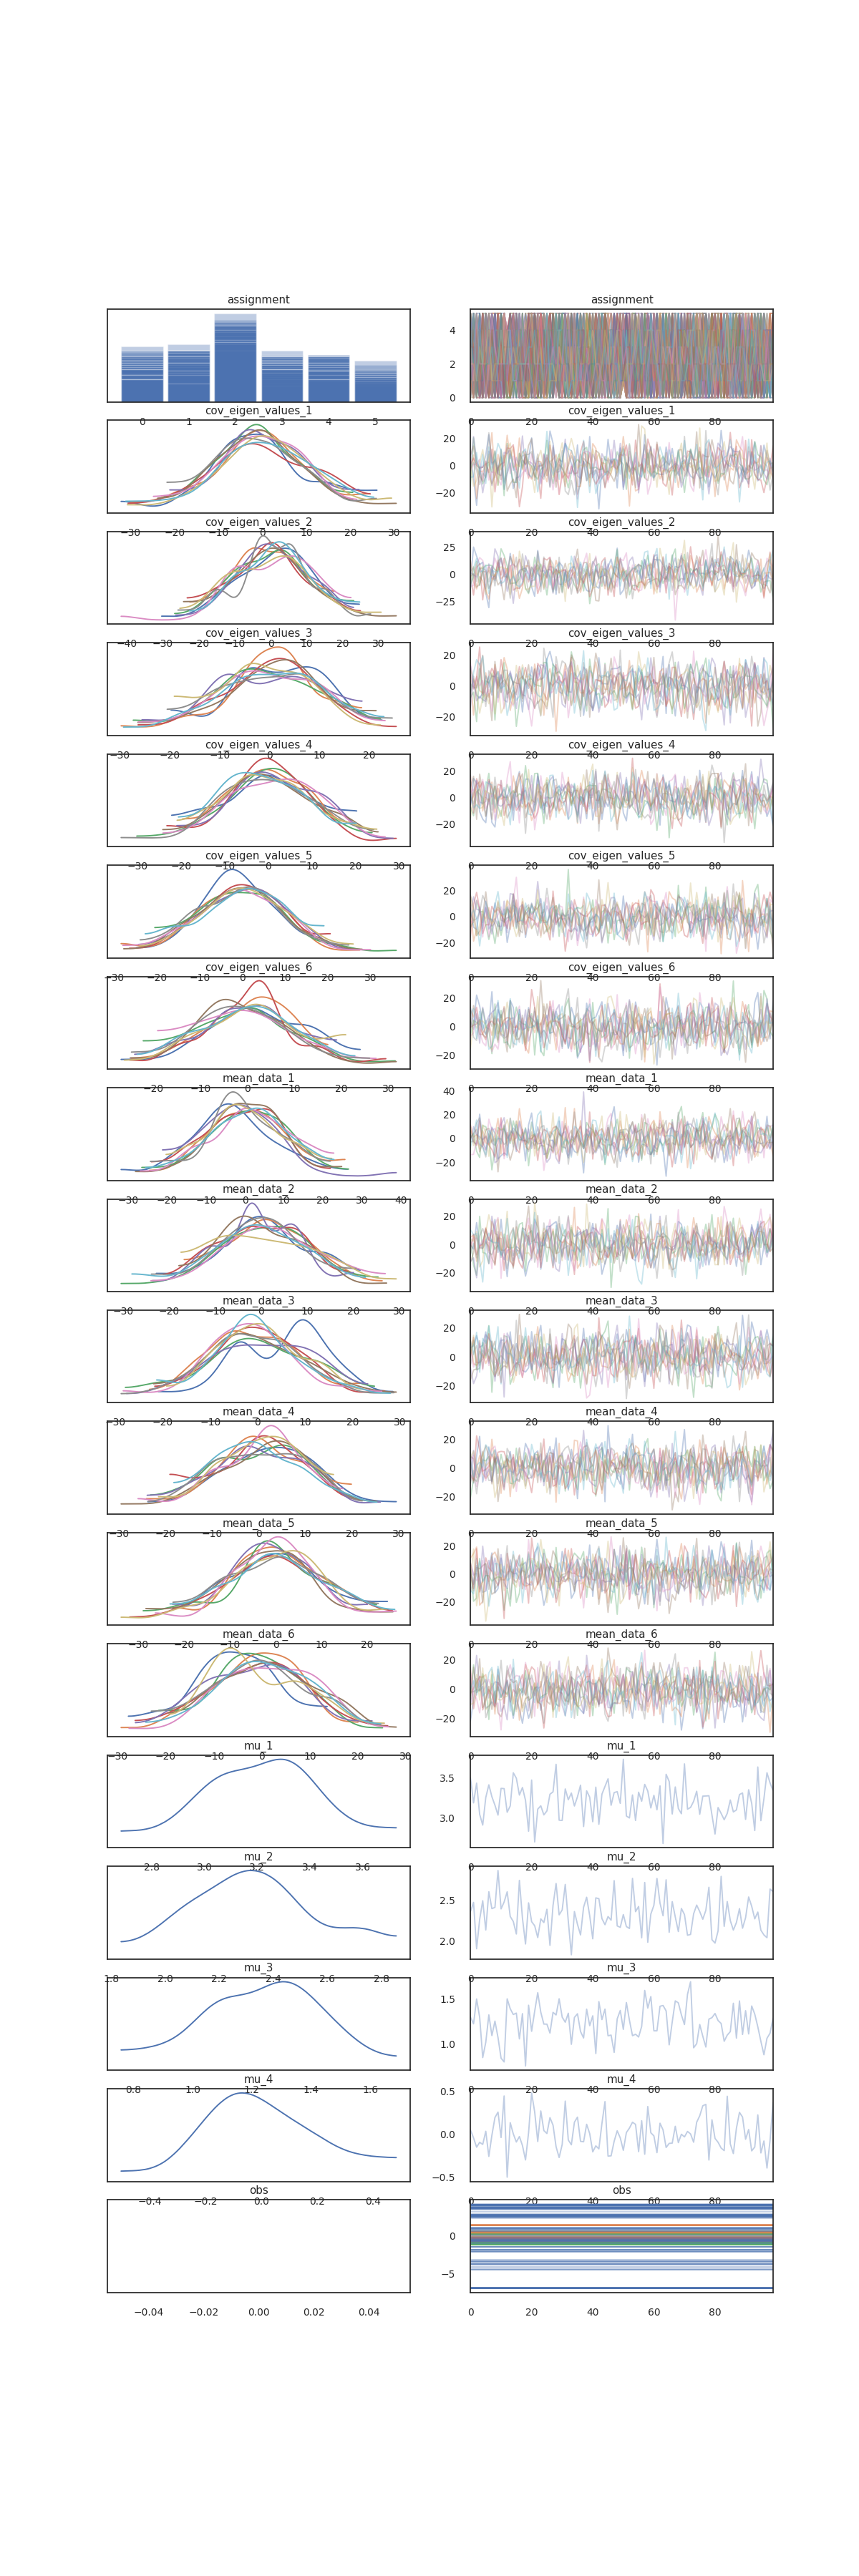 assignment assignment
4
2
0
0 1 2 3 4 5 0 20 40 60 80
cov_eigen_values_1 cov_eigen_values_1
20
0
−20
−30 −20 −10 0 10 20 30 0 20 40 60 80
cov_eigen_values_2 cov_eigen_values_2
25
0
−25
−40 −30 −20 −10 0 10 20 30 0 20 40 60 80
cov_eigen_values_3 cov_eigen_values_3
20
0
−20
−30 −20 −10 0 10 20 0 20 40 60 80
cov_eigen_values_4 cov_eigen_values_4
20
0
−20
−30 −20 −10 0 10 20 30 0 20 40 60 80
cov_eigen_values_5 cov_eigen_values_5
20
0
−20
−30 −20 −10 0 10 20 30 0 20 40 60 80
cov_eigen_values_6 cov_eigen_values_6
20
0
−20
−20 −10 0 10 20 30 0 20 40 60 80
mean_data_1 mean_data_1
40
20
0
−20
−30 −20 −10 0 10 20 30 40 0 20 40 60 80
mean_data_2 mean_data_2
20
0
−20
−30 −20 −10 0 10 20 30 0 20 40 60 80
mean_data_3 mean_data_3
20
0
−20
−30 −20 −10 0 10 20 30 0 20 40 60 80
mean_data_4 mean_data_4
20
0
−20
−30 −20 −10 0 10 20 30 0 20 40 60 80
mean_data_5 mean_data_5
20
0
−20
−30 −20 −10 0 10 20 0 20 40 60 80
mean_data_6 mean_data_6
20
0
−20
−30 −20 −10 0 10 20 30 0 20 40 60 80
mu_1 mu_1
3.5
3.0
2.8 3.0 3.2 3.4 3.6 0 20 40 60 80
mu_2 mu_2
2.5
2.0
1.8 2.0 2.2 2.4 2.6 2.8 0 20 40 60 80
mu_3 mu_3
1.5
1.0
0.8 1.0 1.2 1.4 1.6 0 20 40 60 80
mu_4 mu_4
0.5
0.0
−0.5
−0.4 −0.2 0.0 0.2 0.4 0 20 40 60 80
obs obs
0
−5
−0.04 −0.02 0.00 0.02 0.04 0 20 40 60 80